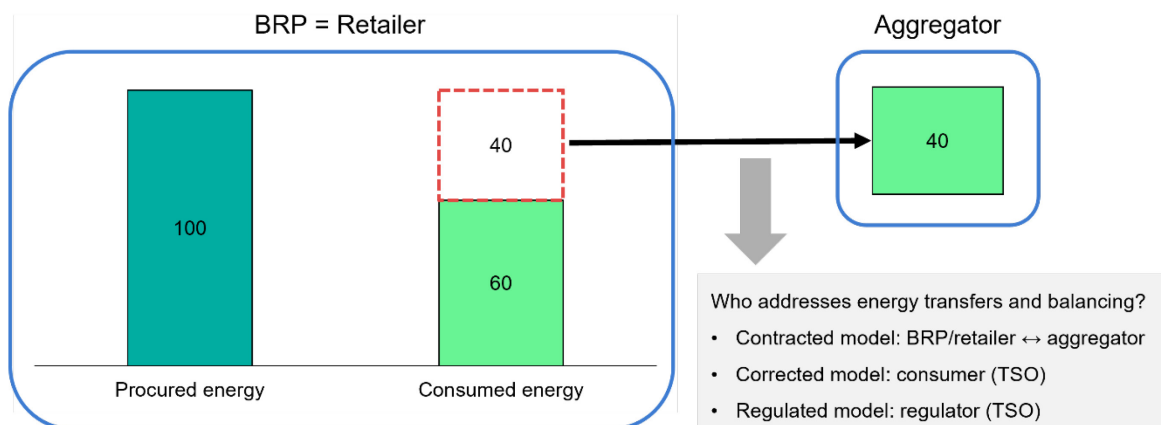 BRP = Retailer
Aggregator
100
40
60
40
Procured energy
Consumed energy
Who addresses energy transfers and balancing?
• Contracted model: BRP/retailer ↔ aggregator
• Corrected model: consumer (TSO)
• Regulated model: regulator (TSO)